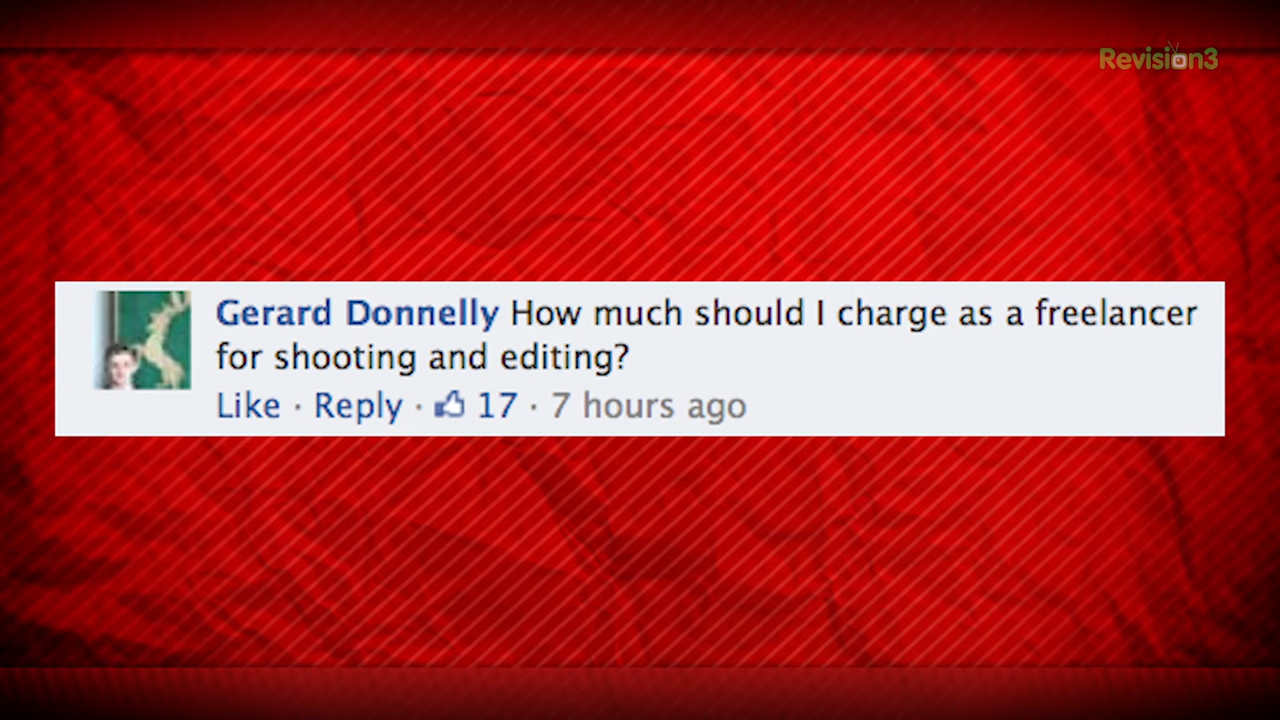 Revision3
Gerard Donnelly How much should I charge as a freelancer
for shooting and editing?
Like · Reply · 17 · 7 hours ago